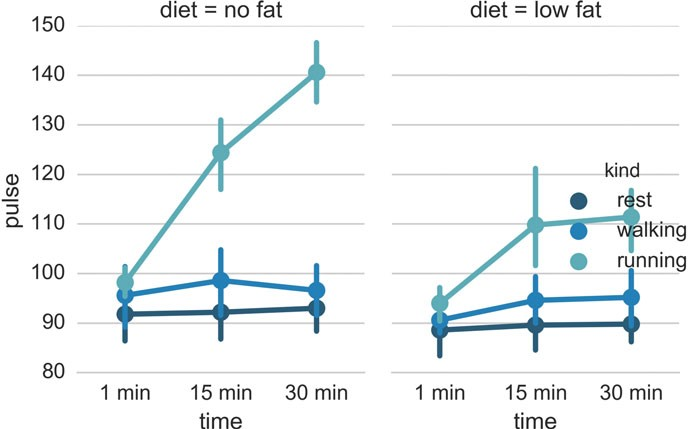 diet = no fat
diet = low fat
pulse
150
140
130
120
110
100
90
80
1 min
15 min
30 min
time
1 min
15 min
30 min
time
kind
rest
walking
running